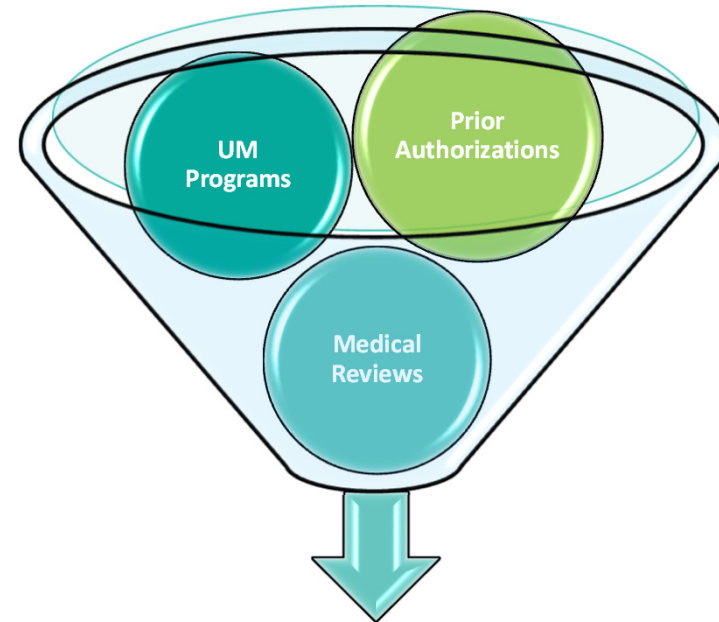 UM
Programs
Prior
Authorizations
Medical
Reviews